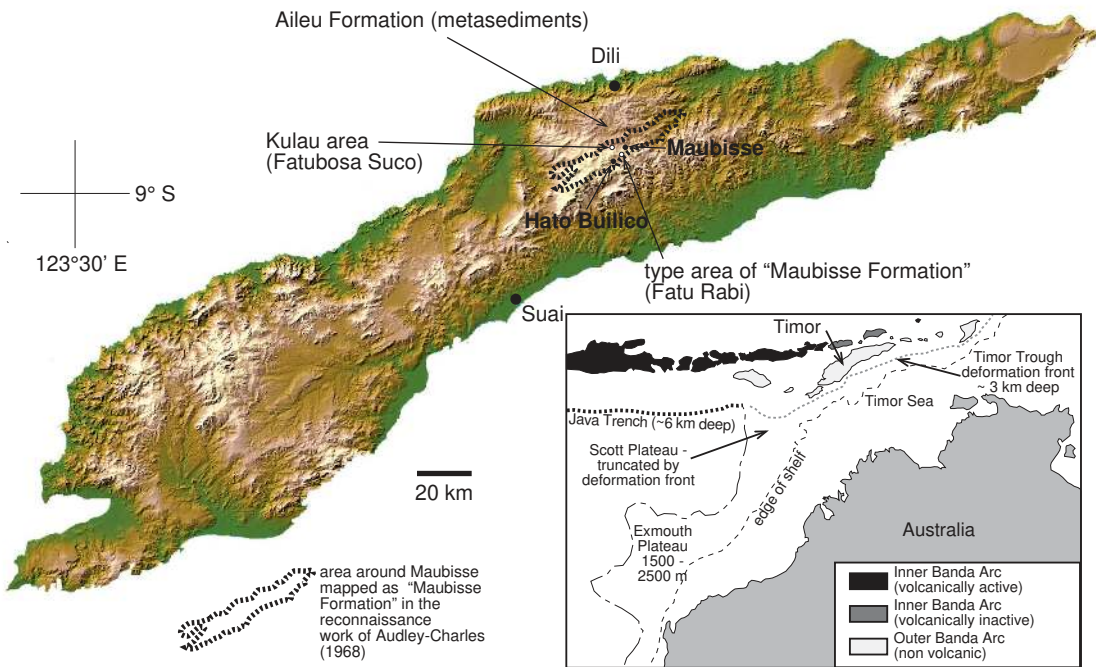 Aileu Formation (metasediments)
Dili
Kulau area
(Fatubosa Suco)
Maubisse
9° S
123°30’ E
Hato Builico
type area of “Maubisse Formation”
(Fatu Rabi)
Suai
20 km
area around Maubisse
mapped as “Maubisse
Formation” in the
reconnaissance
work of Audley-Charles
(1968)
Timor
Timor Trough
deformation front
~ 3 km deep
Timor Sea
Java Trench (~6 km deep)
Scott Plateau -
truncated by
deformation front
edge of shelf
Exmouth
Plateau
1500 -
2500 m
Australia
Inner Banda Arc
(volcanically active)
Inner Banda Arc
(volcanically inactive)
Outer Banda Arc
(non volcanic)